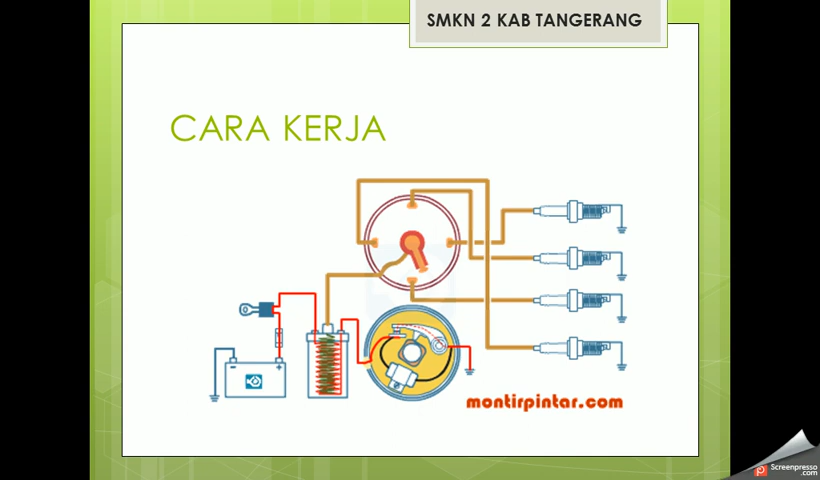 SMKN 2 KAB TANGERANG
CARA KERJA
- +
montirpintar.com
Screenpresso
.com